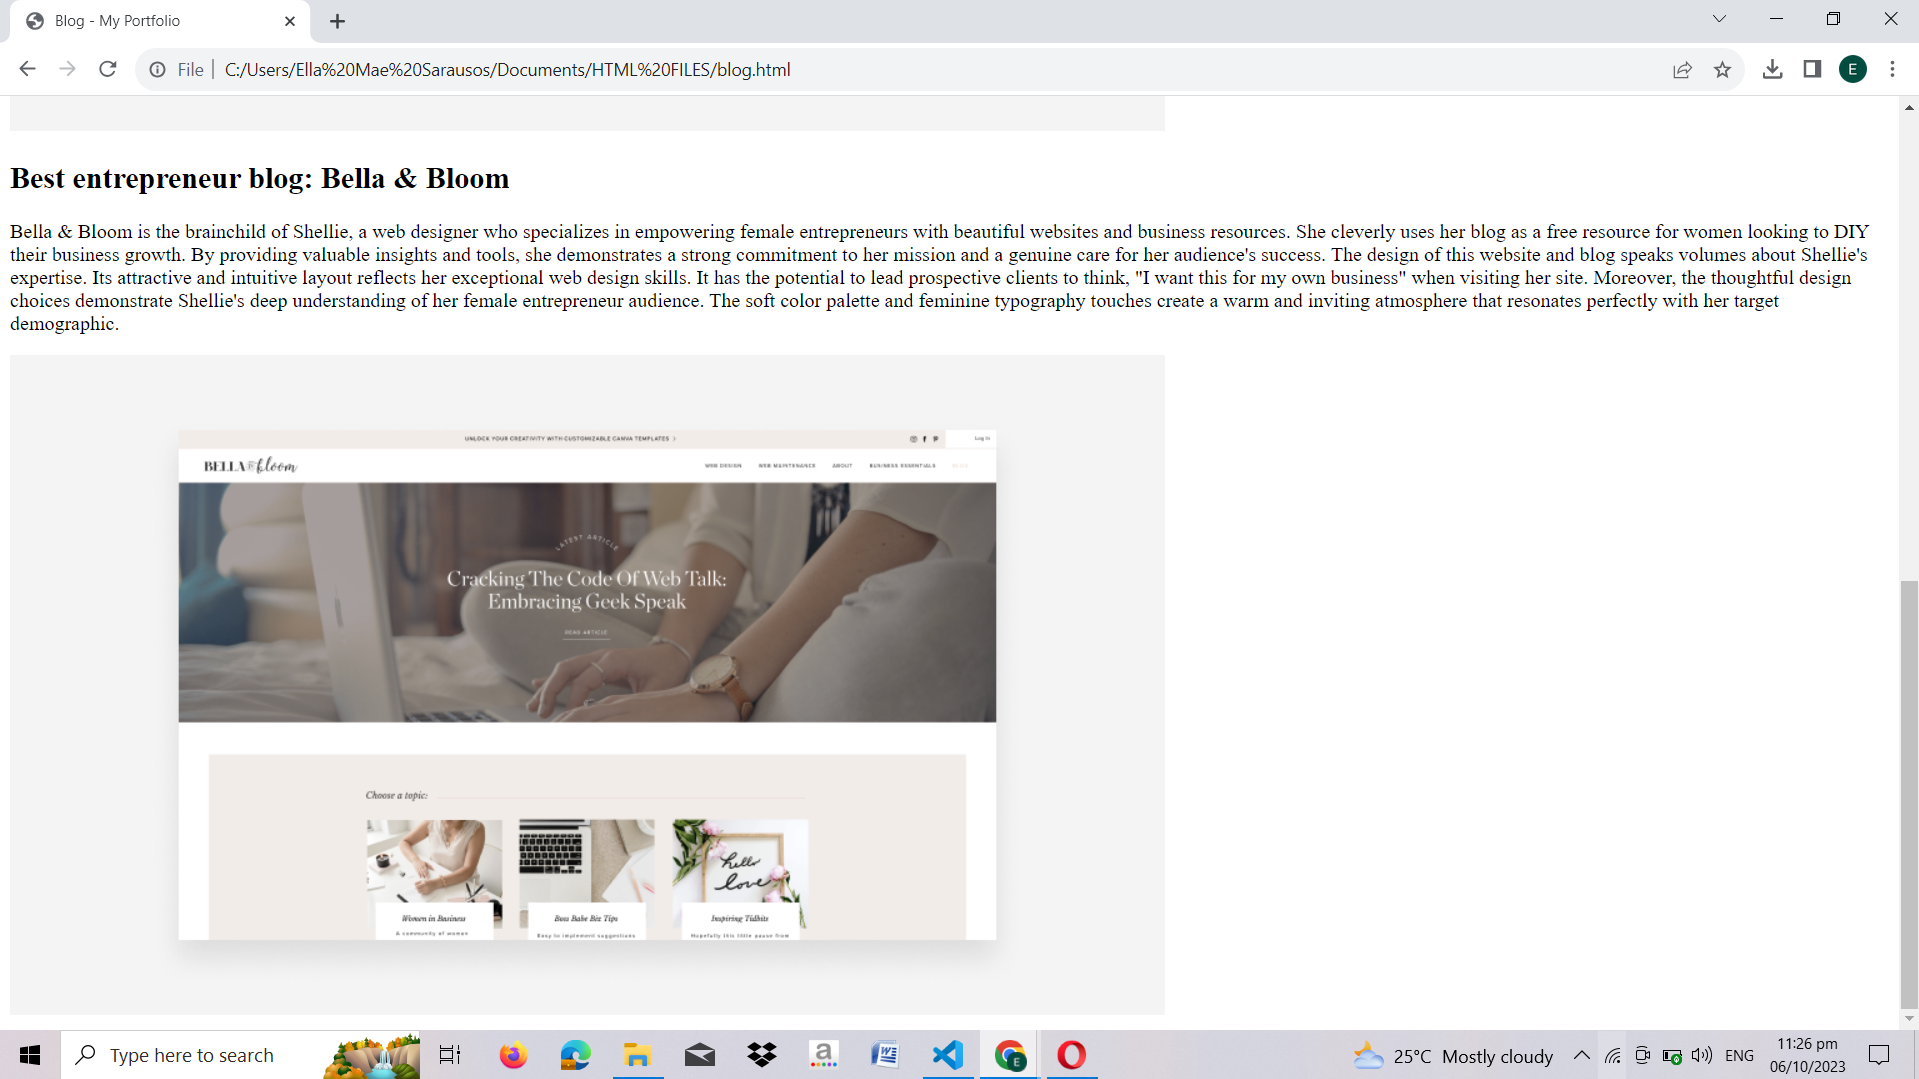 Blog - My Portfolio
File
C:/Users/Ella%20Mae%20Sarausos/Documents/HTML%20FILES/blog.html
E
Best entrepreneur blog: Bella & Bloom
Bella & Bloom is the brainchild of Shellie, a web designer who specializes in empowering female entrepreneurs with beautiful websites and business resources. She cleverly uses her blog as a free resource for women looking to DIY
their business growth. By providing valuable insights and tools, she demonstrates a strong commitment to her mission and a genuine care for her audience's success. The design of this website and blog speaks volumes about Shellie's
expertise. Its attractive and intuitive layout reflects her exceptional web design skills. It has the potential to lead prospective clients to think, "I want this for my own business" when visiting her site. Moreover, the thoughtful design
choices demonstrate Shellie's deep understanding of her female entrepreneur audience. The soft color palette and feminine typography touches create a warm and inviting atmosphere that resonates perfectly with her target
demographic.
UNLOCK YOUR CREATIVITY WITH CUSTOMIZABLE CANVA TEMPLATES >
Log In
BELLA & bloom
WEB DESIGN WEB MAINTENANCE ABOUT BUSINESS ESSENTIALS BLOG
LATEST ARTICLE
Cracking The Code Of Web Talk:
Embracing Geek Speak
READ ARTICLE
Choose a topic:
hello
love
Women in Business
Boss Babe Biz Tips
Inspiring Tidbits
A community of women
Easy to implement suggestions
Hopefully this little pause from
Type here to search
25°C Mostly cloudy
ENG
11:26 pm
06/10/2023